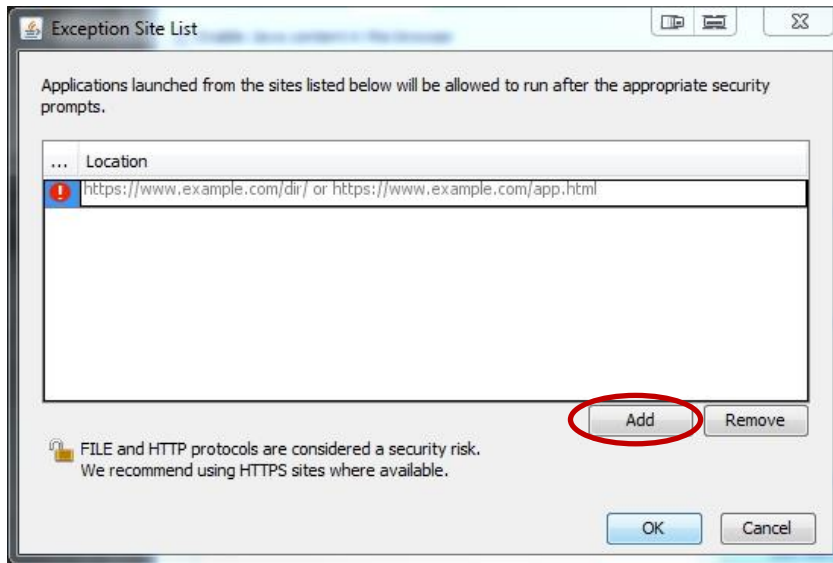 Exception Site List
Applications launched from the sites listed below will be allowed to run after the appropriate security
prompts.
... Location
https://www.example.com/dir/ or https://www.example.com/app.html
Add Remove
FILE and HTTP protocols are considered a security risk.
We recommend using HTTPS sites where available.
OK Cancel